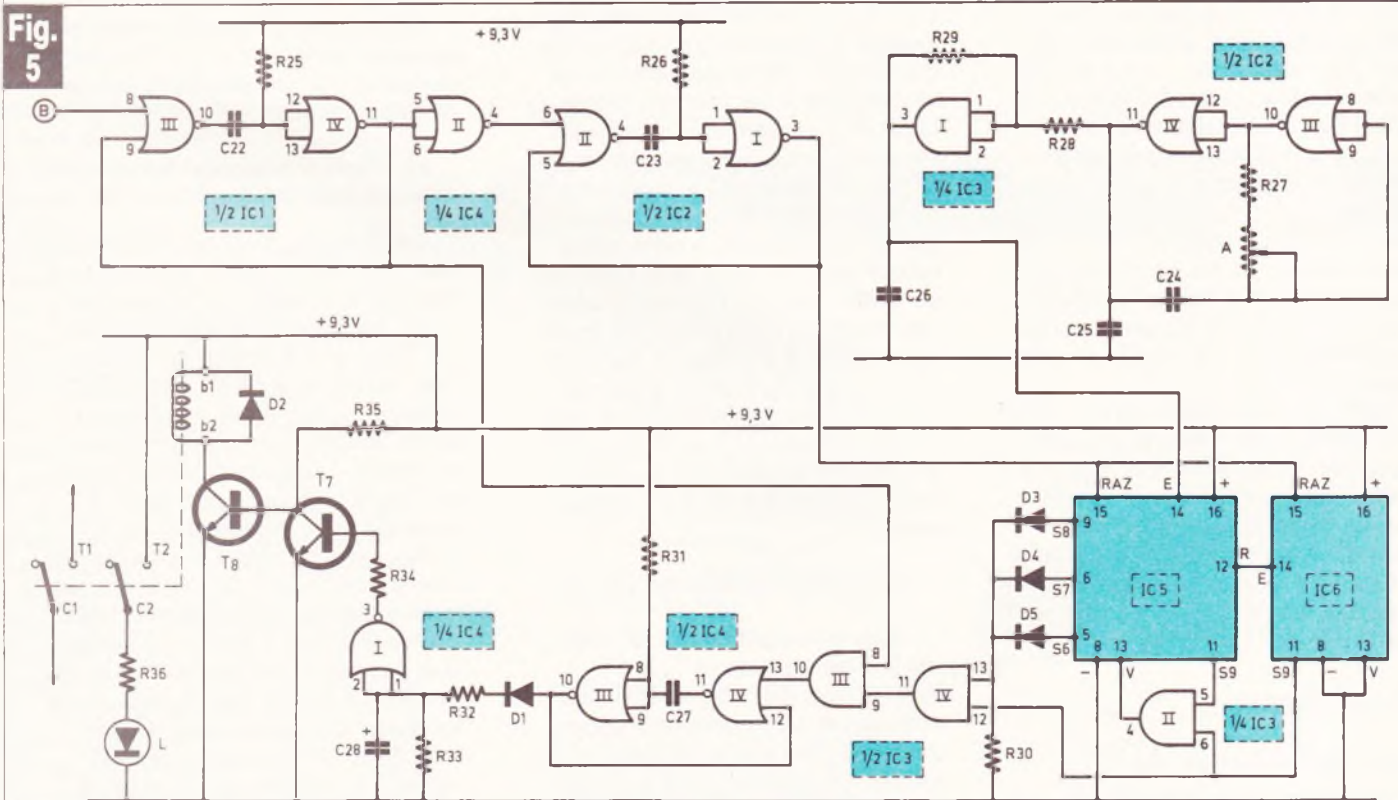 Fig.
5
+ 9,3 V
R25
R26
R29
1/2 IC2
B
8
9
III
10
C22
12
13
IV
11
5
6
II
4
6
5
II
4
C23
1
2
I
3
3
I
1
2
R28
11
IV
12
13
10
III
8
9
1/2 IC1
1/4 IC4
1/2 IC2
1/4 IC3
R27
A
C26
C24
C25
+ 9,3 V
b1
b2
D2
R35
+ 9,3 V
T7
T8
T1
T2
C1
C2
R36
L
R34
3
I
2
1
1/4 IC4
R31
1/2 IC4
C28
+
R33
R32
D1
10
III
8
9
C27
11
IV
13
12
10
III
8
9
11
IV
13
12
1/2 IC3
R30
D3
D4
D5
RAZ
E
+
15
14
16
9
S8
6
S7
5
S6
IC5
12
R
E
8
13
11
-
V
S9
II
4
5
6
1/4 IC3
RAZ
+
15
16
14
IC6
11
8
13
S9
-
V